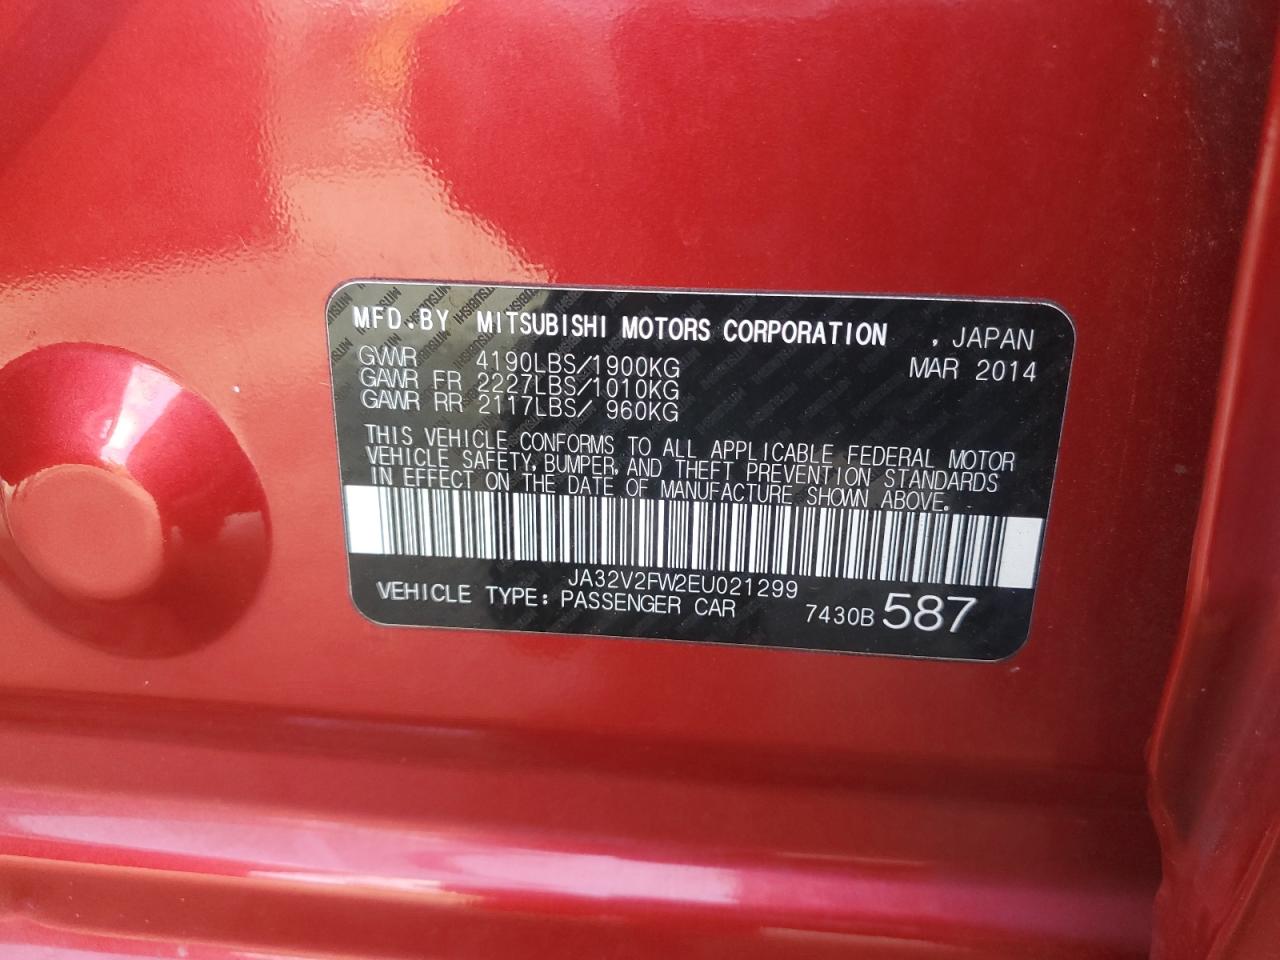 MFD.BY MITSUBISHI MOTORS CORPORATION , JAPAN
GVWR 4190LBS/1900KG MAR 2014
GAWR FR 2227LBS/1010KG
GAWR RR 2117LBS/ 960KG
THIS VEHICLE CONFORMS TO ALL APPLICABLE FEDERAL MOTOR
VEHICLE SAFETY, BUMPER, AND THEFT PREVENTION STANDARDS
IN EFFECT ON THE DATE OF MANUFACTURE SHOWN ABOVE.
JA32V2FW2EU021299
VEHICLE TYPE: PASSENGER CAR 7430B 587